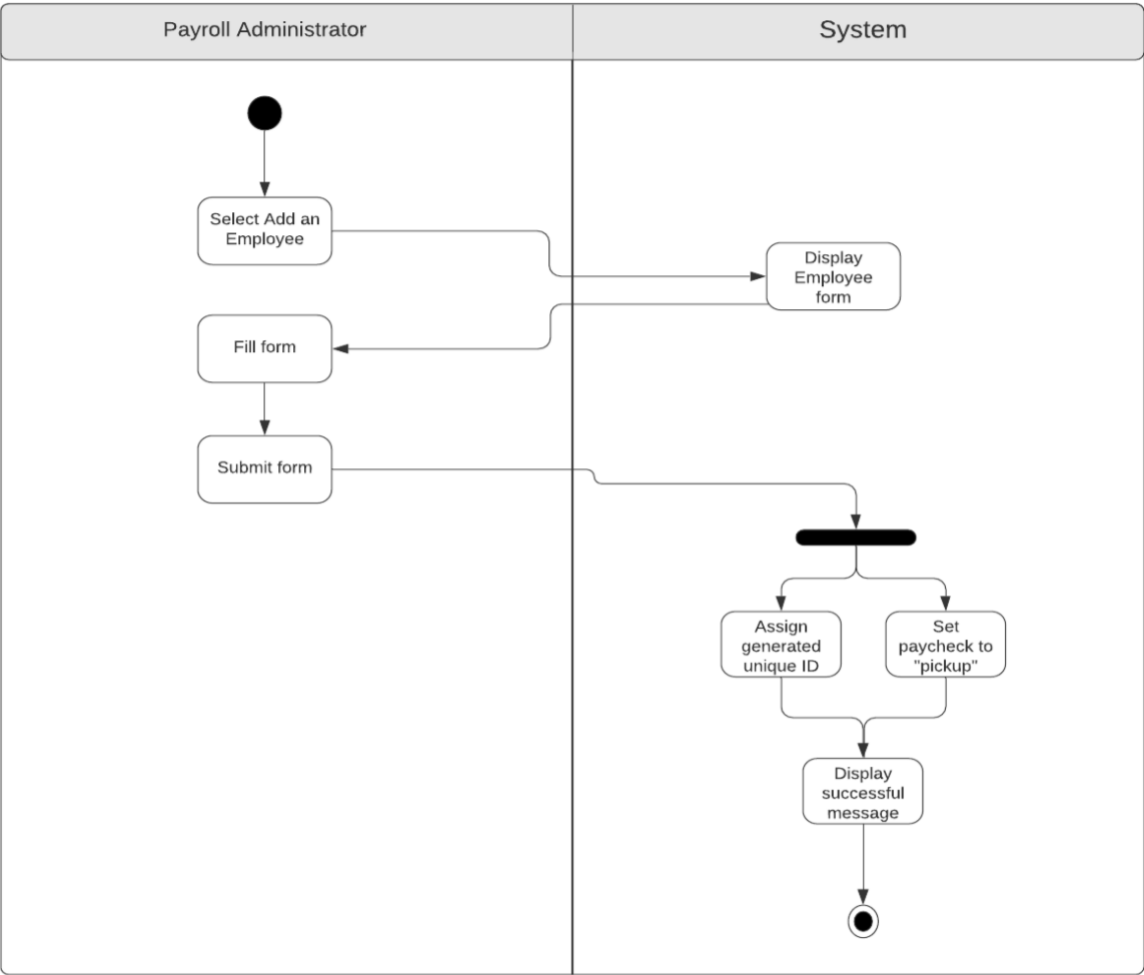 Payroll Administrator
System
Select Add an
Employee
Display
Employee
form
Fill form
Submit form
Assign
generated
unique ID
Set
paycheck to
"pickup"
Display
successful
message